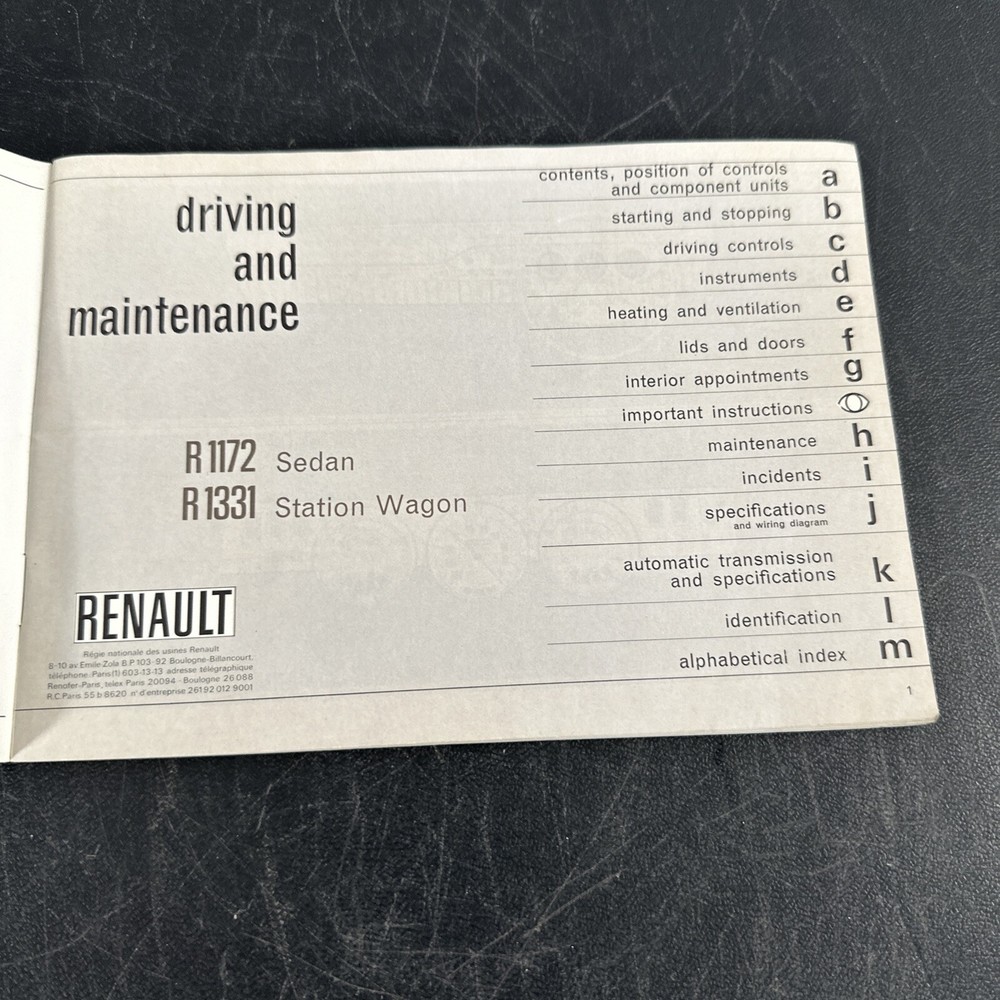 driving
and
maintenance
R 1172 Sedan
R 1331 Station Wagon
RENAULT
Régie nationale des usines Renault
8-10 av Emile Zola B.P 103-92 Boulogne-Billancourt.
téléphone: Paris (1) 603-13-13 adresse télégraphique
Renofer-Paris, telex Paris 20094 - Boulogne 26 088
R.C Paris 55 b 8620 n° d'entreprise 261 92 012 9001
contents, position of controls
and component units a
starting and stopping b
driving controls c
instruments d
heating and ventilation e
lids and doors f
interior appointments g
important instructions
maintenance h
incidents i
specifications j
and wiring diagram
automatic transmission
and specifications k
identification l
alphabetical index m
1